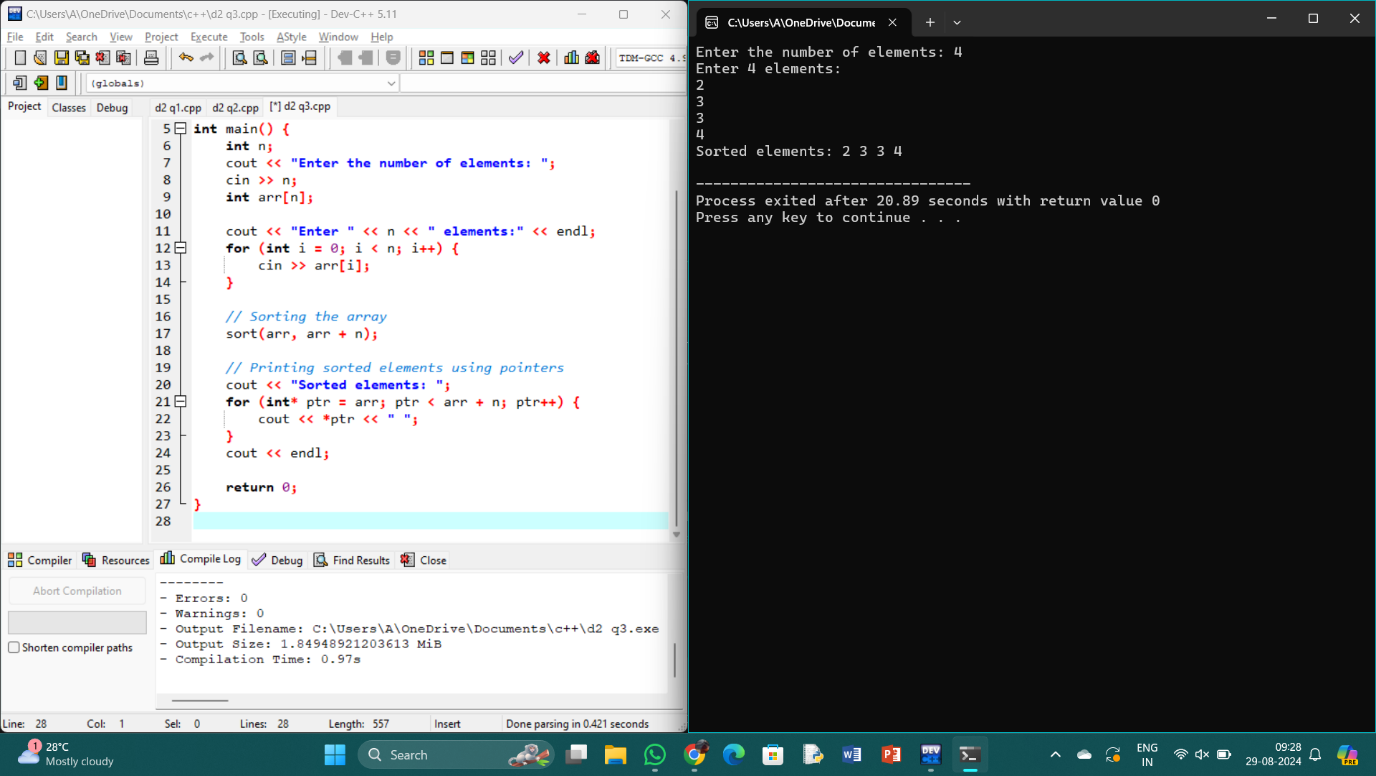 C:\Users\A\OneDrive\Documents\c++\d2 q3.cpp - [Executing] - Dev-C++ 5.11
File Edit Search View Project Execute Tools AStyle Window Help
TDM-GCC 4.9
(globals)
Project Classes Debug
d2 q1.cpp d2 q2.cpp [*] d2 q3.cpp
5 int main() {
6 int n;
7 cout << "Enter the number of elements: ";
8 cin >> n;
9 int arr[n];
10
11 cout << "Enter " << n << " elements:" << endl;
12 for (int i = 0; i < n; i++) {
13 cin >> arr[i];
14 }
15
16 // Sorting the array
17 sort(arr, arr + n);
18
19 // Printing sorted elements using pointers
20 cout << "Sorted elements: ";
21 for (int* ptr = arr; ptr < arr + n; ptr++) {
22 cout << *ptr << " ";
23 }
24 cout << endl;
25
26 return 0;
27 }
28
Compiler Resources Compile Log Debug Find Results Close
Abort Compilation
Shorten compiler paths
--------
- Errors: 0
- Warnings: 0
- Output Filename: C:\Users\A\OneDrive\Documents\c++\d2 q3.exe
- Output Size: 1.84948921203613 MiB
- Compilation Time: 0.97s
Line: 28 Col: 1 Sel: 0 Lines: 28 Length: 557 Insert Done parsing in 0.421 seconds
C:\Users\A\OneDrive\Docume
Enter the number of elements: 4
Enter 4 elements:
2
3
3
4
Sorted elements: 2 3 3 4
--------------------------------
Process exited after 20.89 seconds with return value 0
Press any key to continue . . .
1
28°C
Mostly cloudy
Search
DEV
ENG
IN
09:28
29-08-2024
PRE